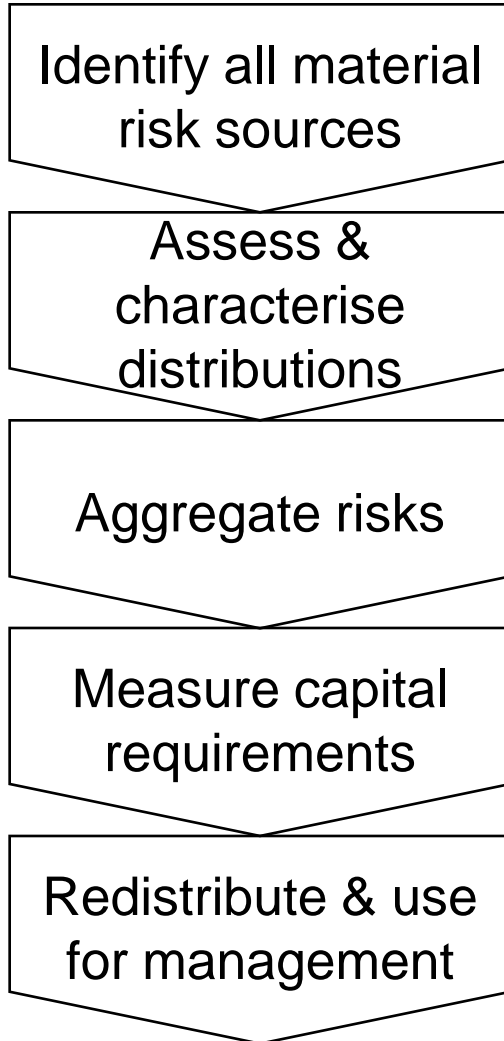 Identify all material
risk sources
Assess &
characterise
distributions
Aggregate risks
Measure capital
requirements
Redistribute & use
for management